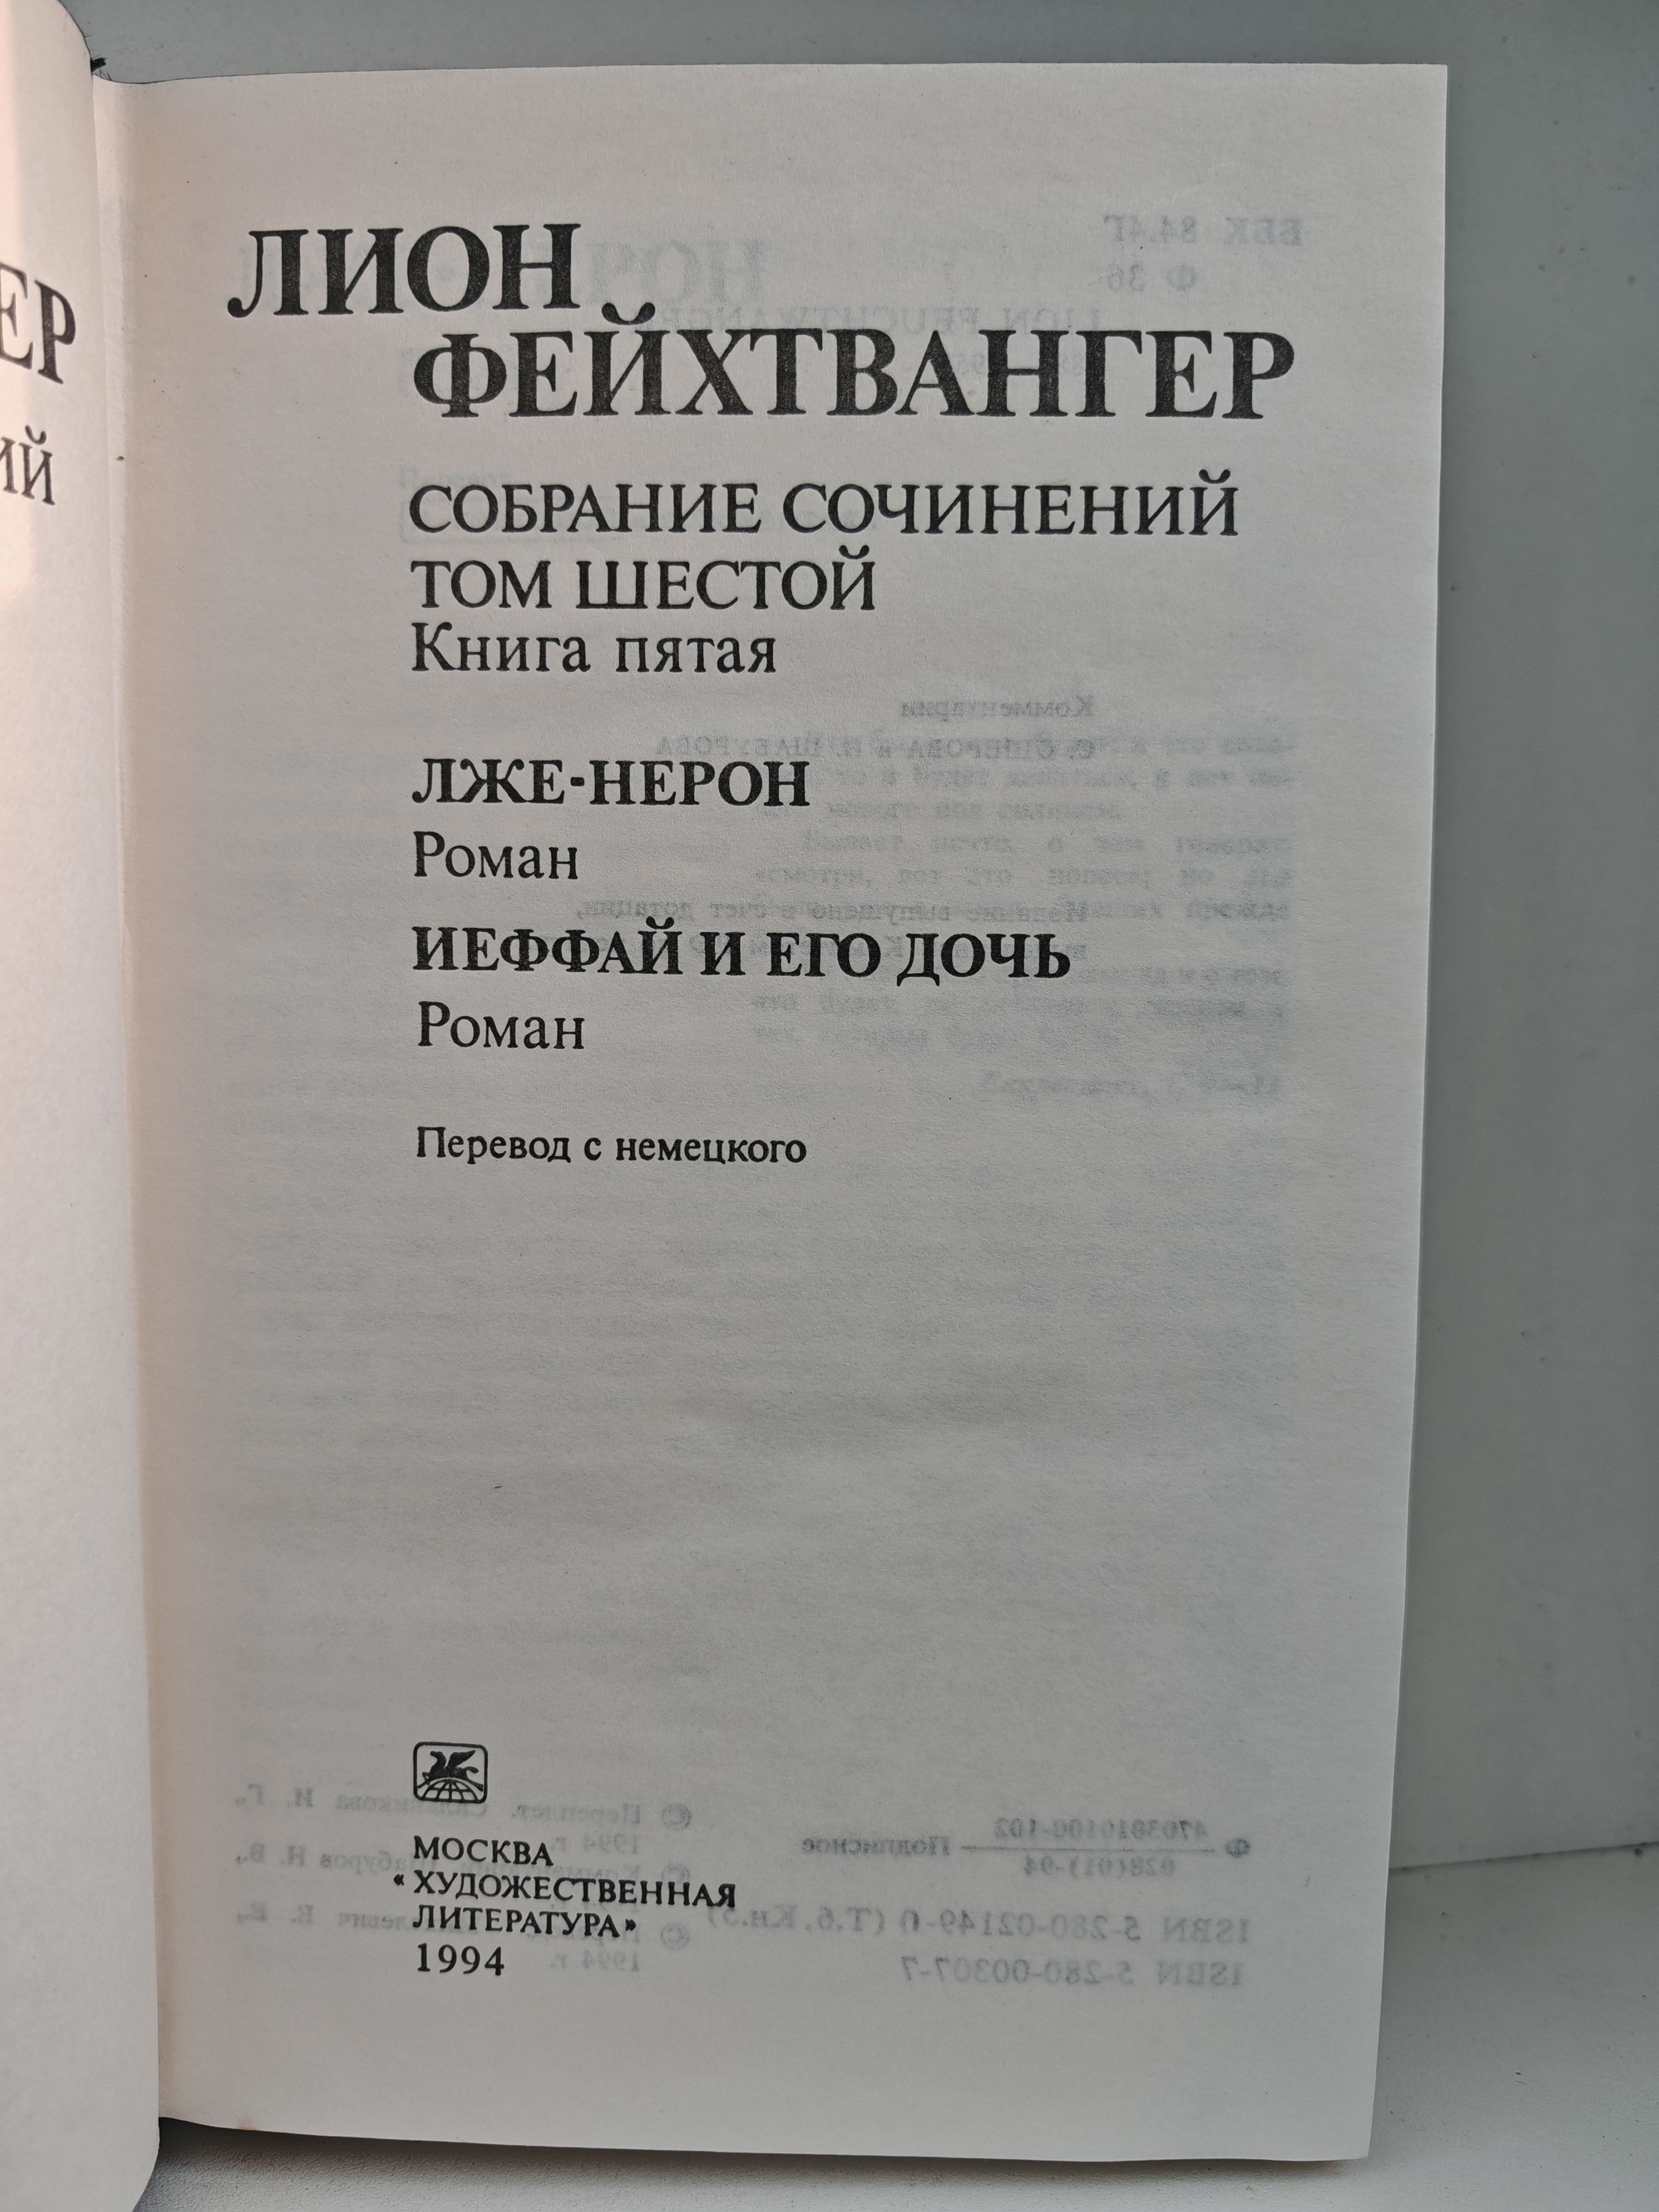 ЛИОН
ФЕЙХТВАНГЕР
СОБРАНИЕ СОЧИНЕНИЙ
ТОМ ШЕСТОЙ
Книга пятая
ЛЖЕ-НЕРОН
Роман
ИЕФФАЙ И ЕГО ДОЧЬ
Роман
Перевод с немецкого
МОСКВА
«ХУДОЖЕСТВЕННАЯ
ЛИТЕРАТУРА»
1994